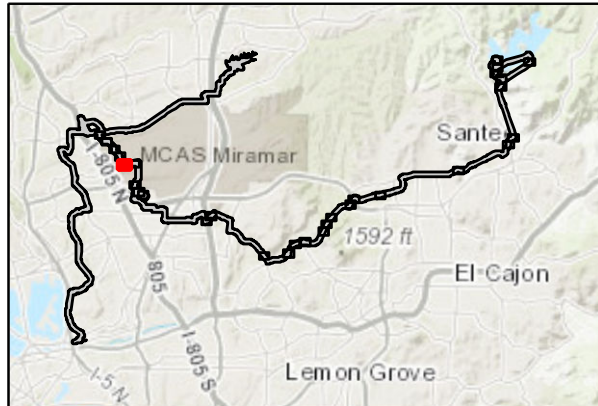 Sante
I-805 N
MCAS Miramar
1592 ft
El Cajon
805
I-805 S
Lemon Grove
I-5 N